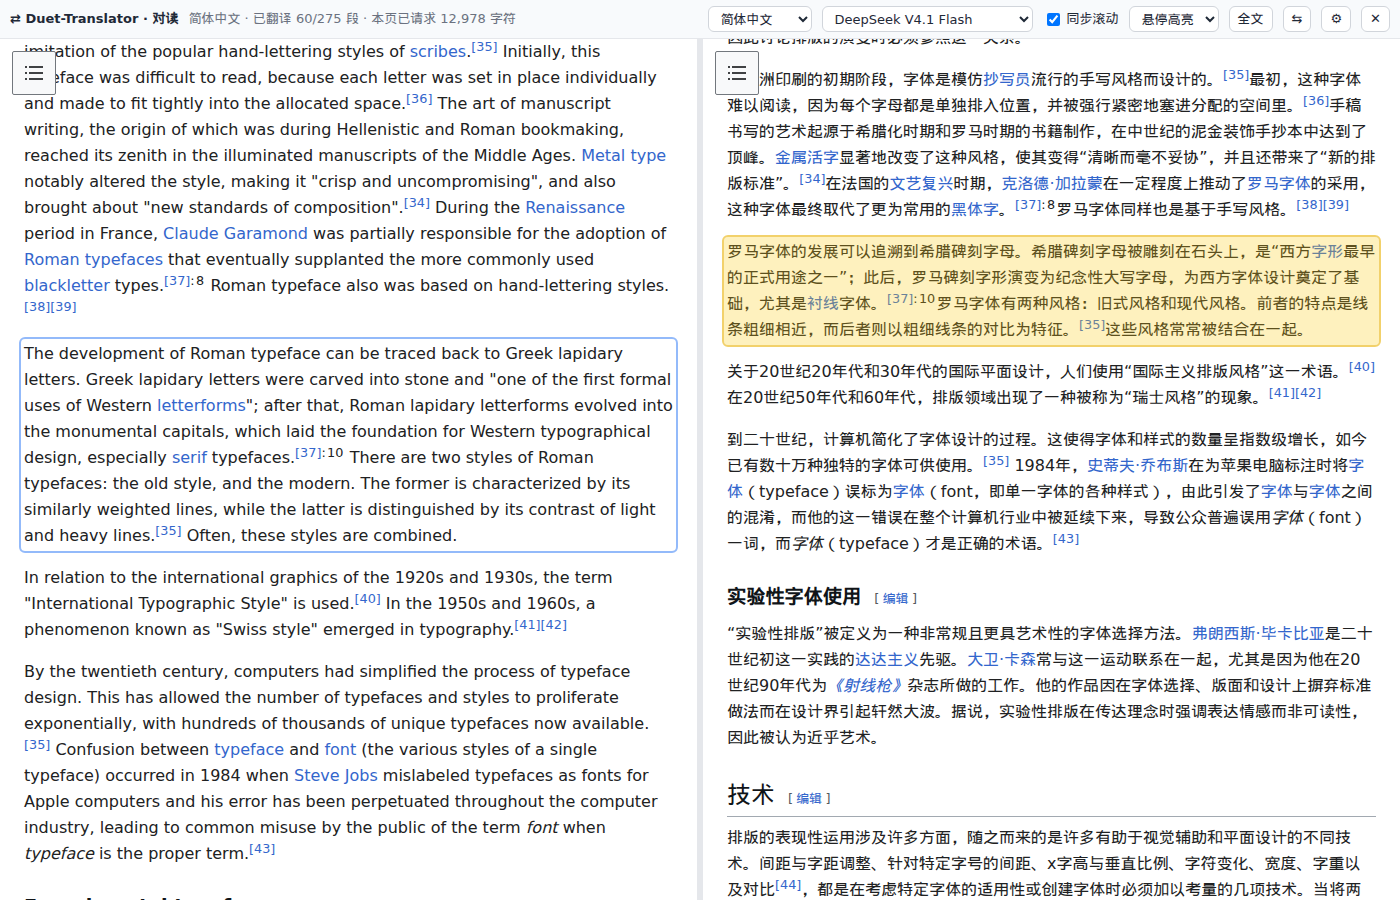 ⇄ Duet-Translator · 对读 简体中文 · 已翻译 60/275 段 · 本页已请求 12,978 字符
简体中文 DeepSeek V4.1 Flash 同步滚动 悬停高亮 全文 ⇆ ⚙ ✕
imitation of the popular hand-lettering styles of scribes.[35] Initially, this
eface was difficult to read, because each letter was set in place individually
and made to fit tightly into the allocated space.[36] The art of manuscript
writing, the origin of which was during Hellenistic and Roman bookmaking,
reached its zenith in the illuminated manuscripts of the Middle Ages. Metal type
notably altered the style, making it "crisp and uncompromising", and also
brought about "new standards of composition".[34] During the Renaissance
period in France, Claude Garamond was partially responsible for the adoption of
Roman typefaces that eventually supplanted the more commonly used
blackletter types.[37]:8 Roman typeface also was based on hand-lettering styles.
[38][39]
The development of Roman typeface can be traced back to Greek lapidary
letters. Greek lapidary letters were carved into stone and "one of the first formal
uses of Western letterforms"; after that, Roman lapidary letterforms evolved into
the monumental capitals, which laid the foundation for Western typographical
design, especially serif typefaces.[37]:10 There are two styles of Roman
typefaces: the old style, and the modern. The former is characterized by its
similarly weighted lines, while the latter is distinguished by its contrast of light
and heavy lines.[35] Often, these styles are combined.
In relation to the international graphics of the 1920s and 1930s, the term
"International Typographic Style" is used.[40] In the 1950s and 1960s, a
phenomenon known as "Swiss style" emerged in typography.[41][42]
By the twentieth century, computers had simplified the process of typeface
design. This has allowed the number of typefaces and styles to proliferate
exponentially, with hundreds of thousands of unique typefaces now available.
[35] Confusion between typeface and font (the various styles of a single
typeface) occurred in 1984 when Steve Jobs mislabeled typefaces as fonts for
Apple computers and his error has been perpetuated throughout the computer
industry, leading to common misuse by the public of the term font when
typeface is the proper term.[43]
洲印刷的初期阶段，字体是模仿抄写员流行的手写风格而设计的。[35]最初，这种字体
难以阅读，因为每个字母都是单独排入位置，并被强行紧密地塞进分配的空间里。[36]手稿
书写的艺术起源于希腊化时期和罗马时期的书籍制作，在中世纪的泥金装饰手抄本中达到了
顶峰。金属活字显著地改变了这种风格，使其变得“清晰而毫不妥协”，并且还带来了“新的排
版标准”。[34]在法国的文艺复兴时期，克洛德·加拉蒙在一定程度上推动了罗马字体的采用，
这种字体最终取代了更为常用的黑体字。[37]:8罗马字体同样也是基于手写风格。[38][39]
罗马字体的发展可以追溯到希腊碑刻字母。希腊碑刻字母被雕刻在石头上，是“西方字形最早
的正式用途之一”；此后，罗马碑刻字形演变为纪念性大写字母，为西方字体设计奠定了基
础，尤其是衬线字体。[37]:10罗马字体有两种风格：旧式风格和现代风格。前者的特点是线
条粗细相近，而后者则以粗细线条的对比为特征。[35]这些风格常常被结合在一起。
关于20世纪20年代和30年代的国际平面设计，人们使用“国际主义排版风格”这一术语。[40]
在20世纪50年代和60年代，排版领域出现了一种被称为“瑞士风格”的现象。[41][42]
到二十世纪，计算机简化了字体设计的过程。这使得字体和样式的数量呈指数级增长，如今
已有数十万种独特的字体可供使用。[35] 1984年，史蒂夫·乔布斯在为苹果电脑标注时将字
体（typeface）误标为字体（font，即单一字体的各种样式），由此引发了字体与字体之间
的混淆，而他的这一错误在整个计算机行业中被延续下来，导致公众普遍误用字体（font）
一词，而字体（typeface）才是正确的术语。[43]
实验性字体使用 [ 编辑 ]
“实验性排版”被定义为一种非常规且更具艺术性的字体选择方法。弗朗西斯·毕卡比亚是二十
世纪初这一实践的达达主义先驱。大卫·卡森常与这一运动联系在一起，尤其是因为他在20
世纪90年代为《射线枪》杂志所做的工作。他的作品因在字体选择、版面和设计上摒弃标准
做法而在设计界引起轩然大波。据说，实验性排版在传达理念时强调表达情感而非可读性，
因此被认为近乎艺术。
技术 [ 编辑 ]
排版的表现性运用涉及许多方面，随之而来的是许多有助于视觉辅助和平面设计的不同技
术。间距与字距调整、针对特定字号的间距、x字高与垂直比例、字符变化、宽度、字重以
及对比[44]，都是在考虑特定字体的适用性或创建字体时必须加以考量的几项技术。当将两